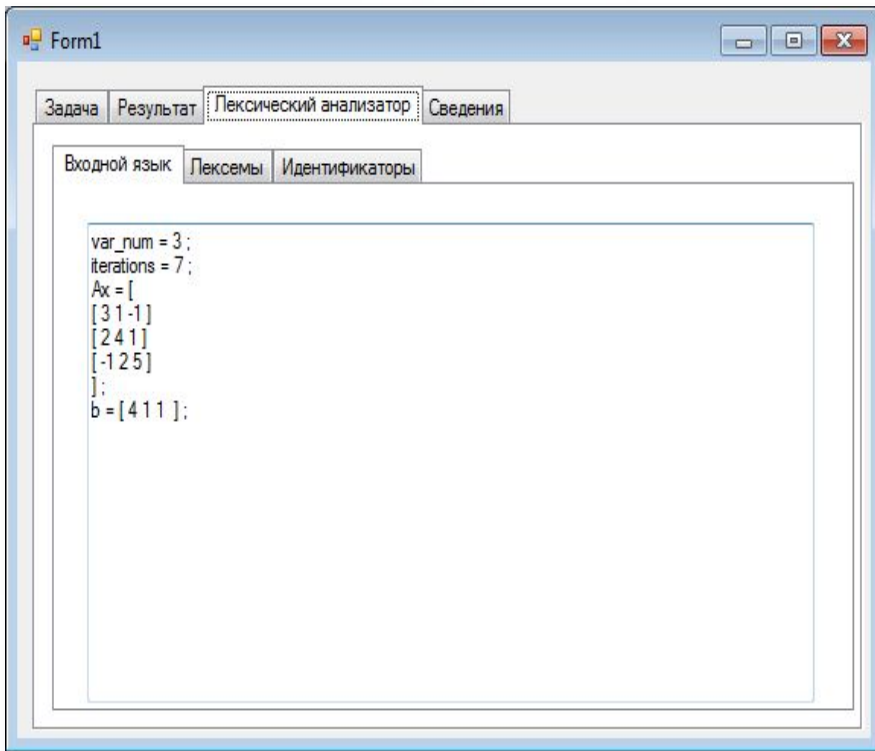 Form1
Задача Результат Лексический анализатор Сведения
Входной язык Лексемы Идентификаторы
var_num = 3 ;
iterations = 7 ;
Ax = [
[ 3 1 -1 ]
[ 2 4 1 ]
[ -1 2 5 ]
] ;
b = [ 4 1 1 ] ;